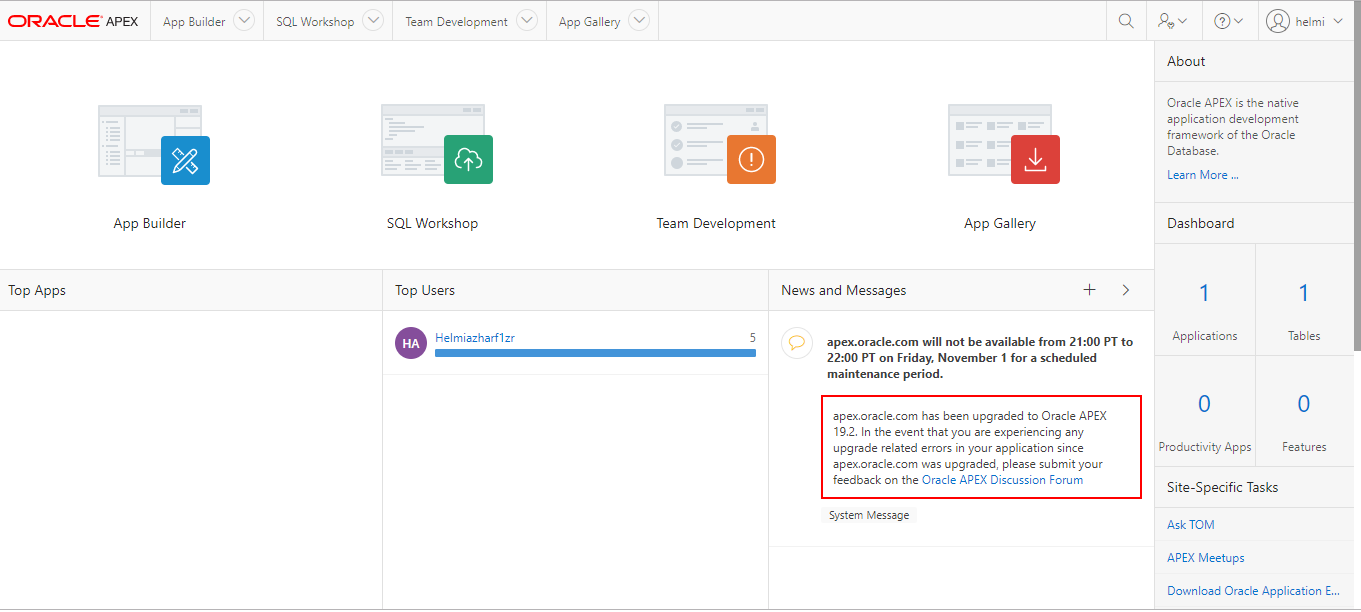 ORACLE APEX
App Builder
SQL Workshop
Team Development
App Gallery
helmi
App Builder
SQL Workshop
Team Development
App Gallery
Top Apps
Top Users
HA
Helmiazharf1zr
5
News and Messages
apex.oracle.com will not be available from 21:00 PT to
22:00 PT on Friday, November 1 for a scheduled
maintenance period.
apex.oracle.com has been upgraded to Oracle APEX
19.2. In the event that you are experiencing any
upgrade related errors in your application since
apex.oracle.com was upgraded, please submit your
feedback on the Oracle APEX Discussion Forum
System Message
About
Oracle APEX is the native
application development
framework of the Oracle
Database.
Learn More ...
Dashboard
1
Applications
1
Tables
0
Productivity Apps
0
Features
Site-Specific Tasks
Ask TOM
APEX Meetups
Download Oracle Application E...